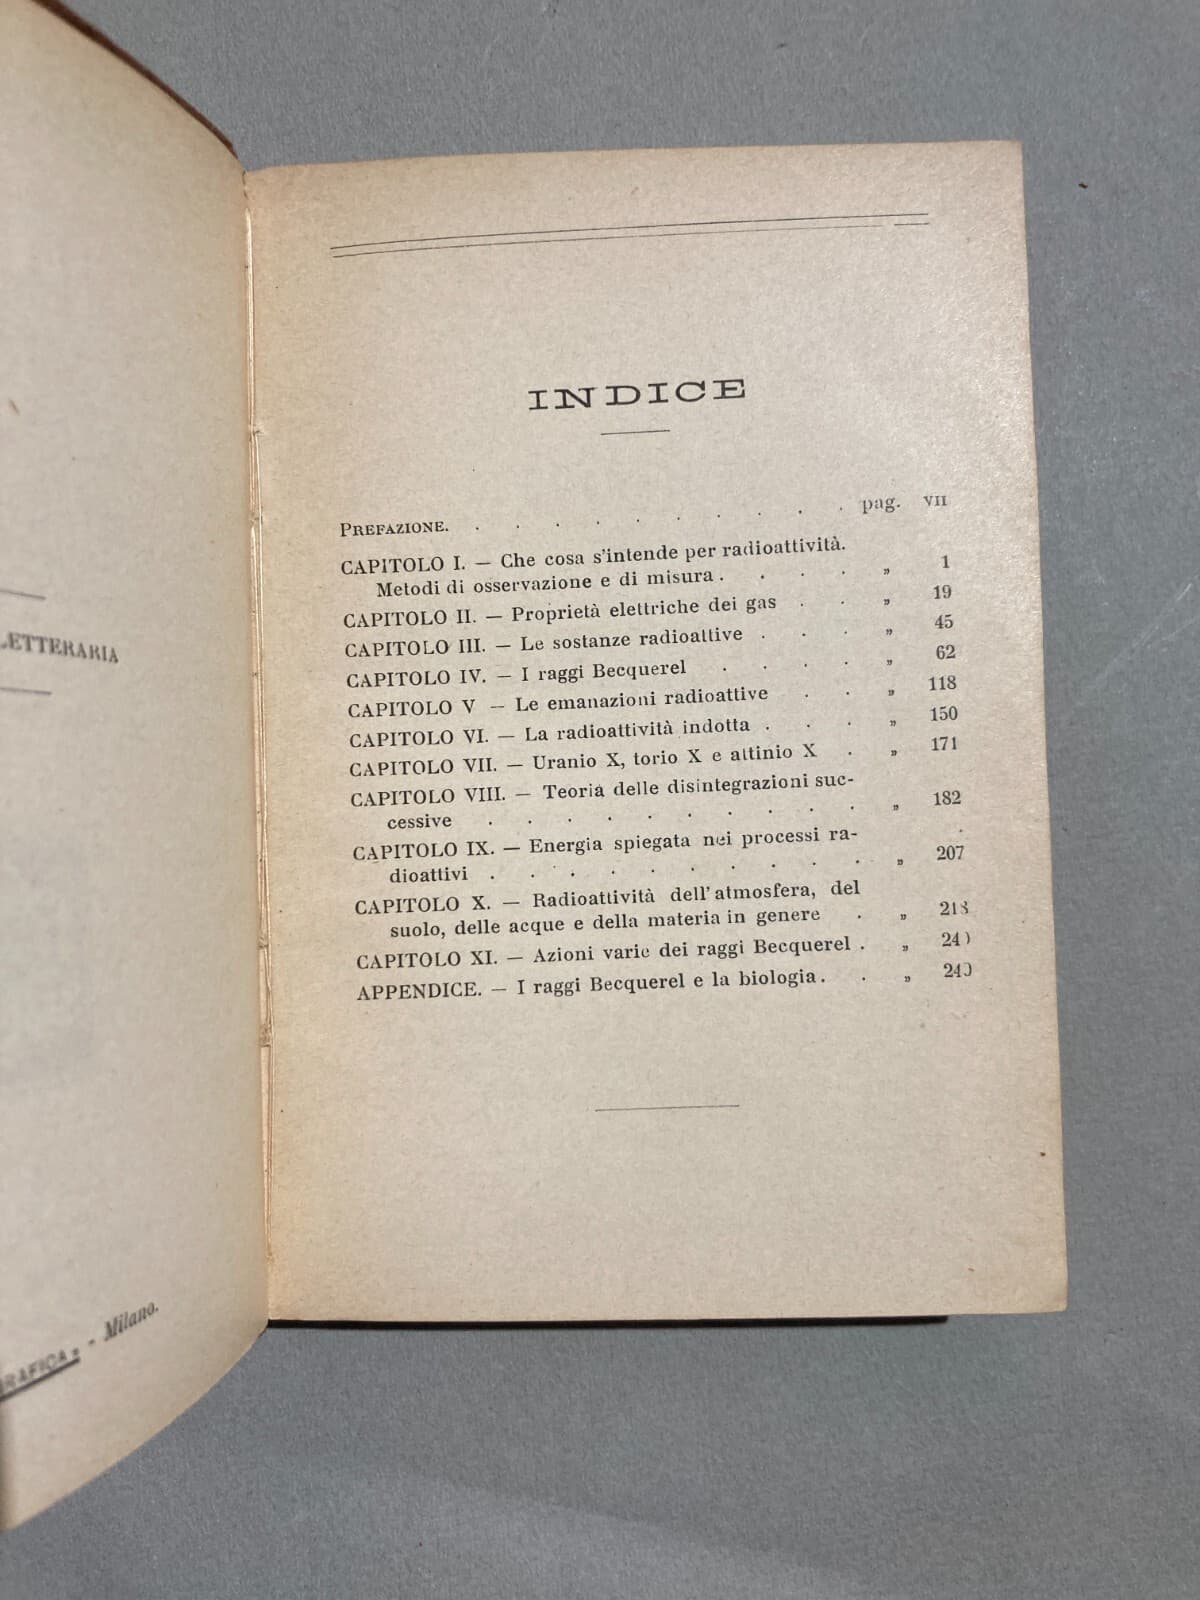 LETTERARIA
RAFICA» - Milano.
INDICE
PREFAZIONE. . . . . . . . . . . pag. VII
CAPITOLO I. — Che cosa s'intende per radioattività.
Metodi di osservazione e di misura . . . . „ 1
CAPITOLO II. — Proprietà elettriche dei gas . . „ 19
CAPITOLO III. — Le sostanze radioattive . . . „ 45
CAPITOLO IV. — I raggi Becquerel . . . . „ 62
CAPITOLO V — Le emanazioni radioattive . . „ 118
CAPITOLO VI. — La radioattività indotta . . . „ 150
CAPITOLO VII. — Uranio X, torio X e attinio X . „ 171
CAPITOLO VIII. — Teoria delle disintegrazioni suc-
cessive . . . . . . . . . . „ 182
CAPITOLO IX. — Energia spiegata nei processi ra-
dioattivi . . . . . . . . . . „ 207
CAPITOLO X. — Radioattività dell'atmosfera, del
suolo, delle acque e della materia in genere . „ 218
CAPITOLO XI. — Azioni varie dei raggi Becquerel . „
APPENDICE. — I raggi Becquerel e la biologia . . „